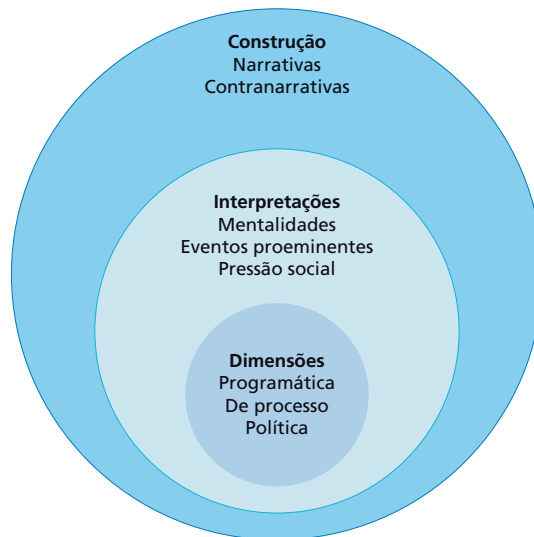 Construção
Narrativas
Contranarrativas
Interpretações
Mentalidades
Eventos proeminentes
Pressão social
Dimensões
Programática
De processo
Política